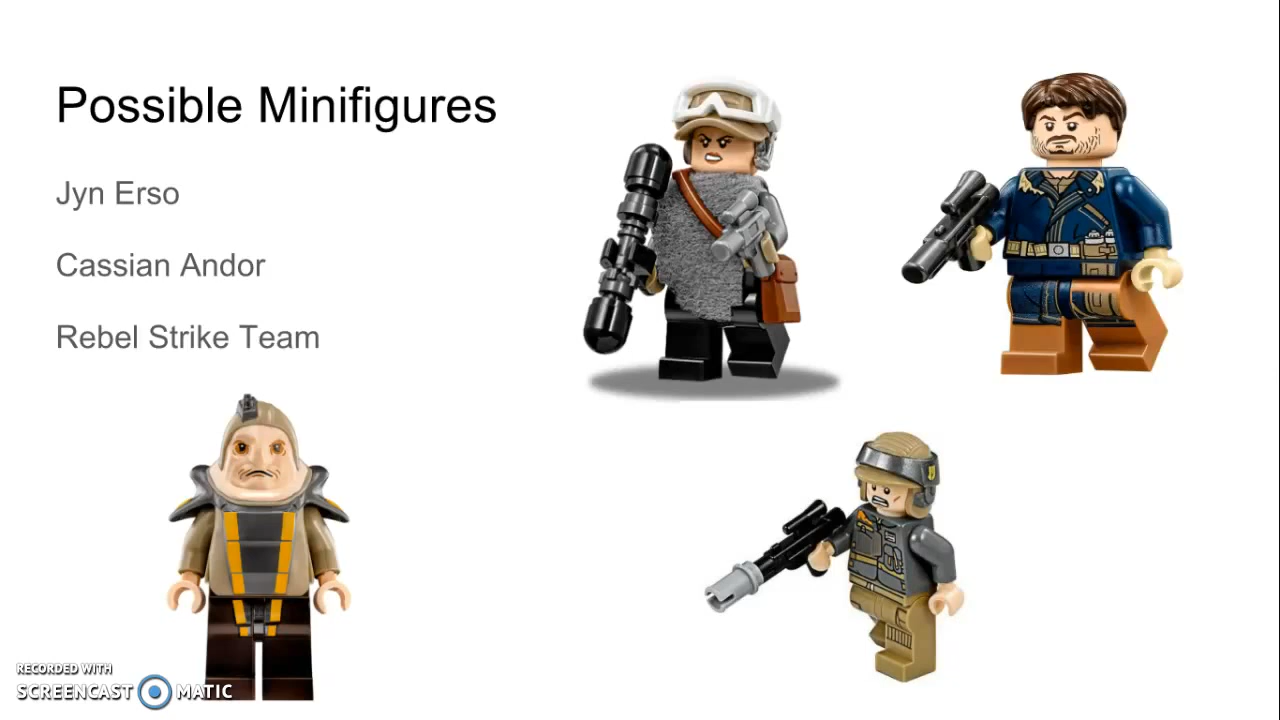 Possible Minifigures
Jyn Erso
Cassian Andor
Rebel Strike Team
RECORDED WITH
SCREENCAST MATIC